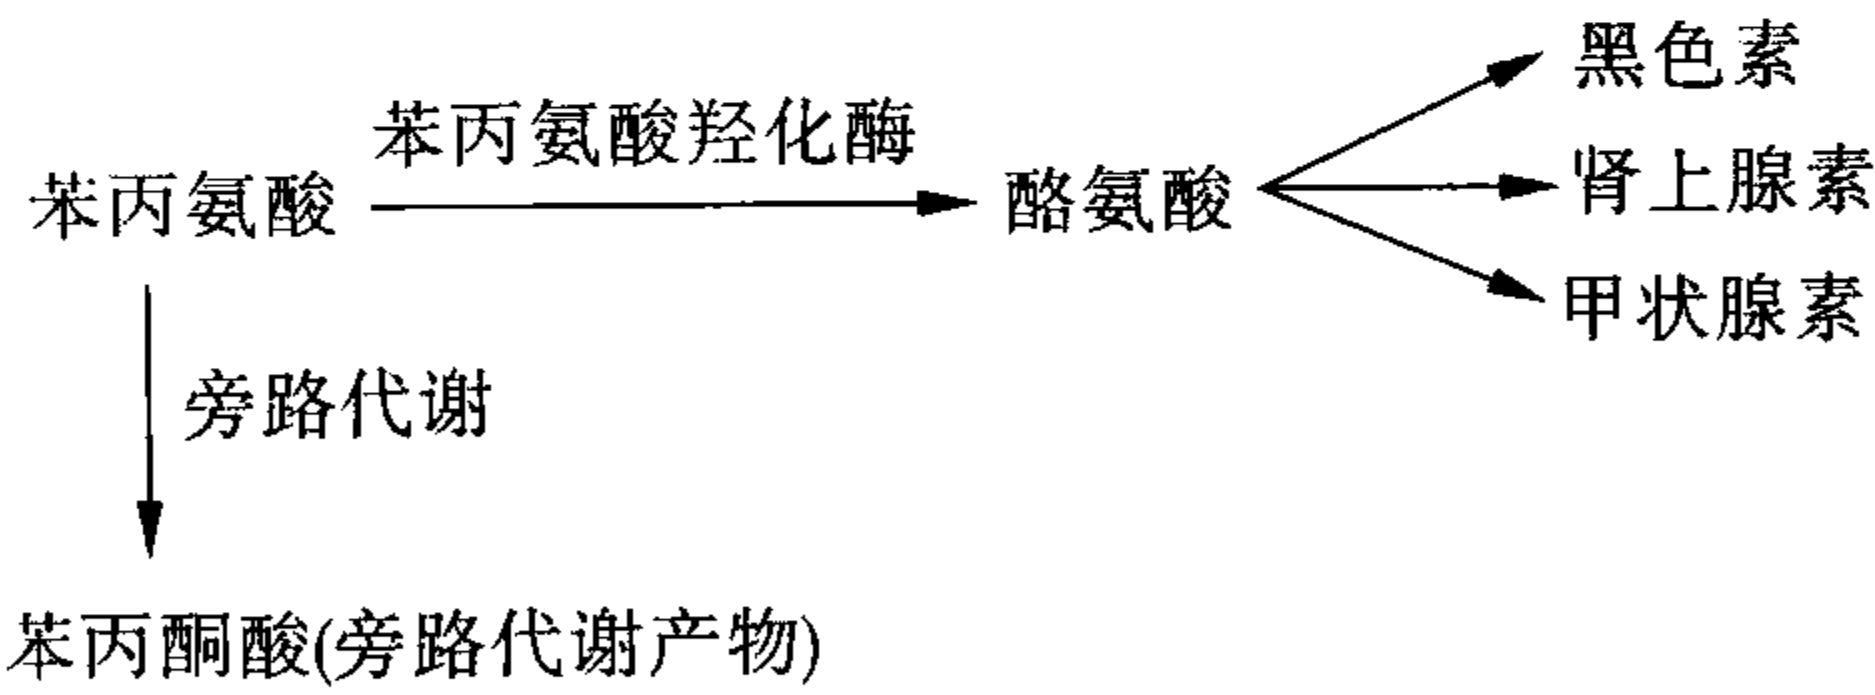 黑色素
苯丙氨酸羟化酶
苯丙氨酸
酪氨酸
肾上腺素
甲状腺素
旁路代谢
苯丙酮酸(旁路代谢产物)